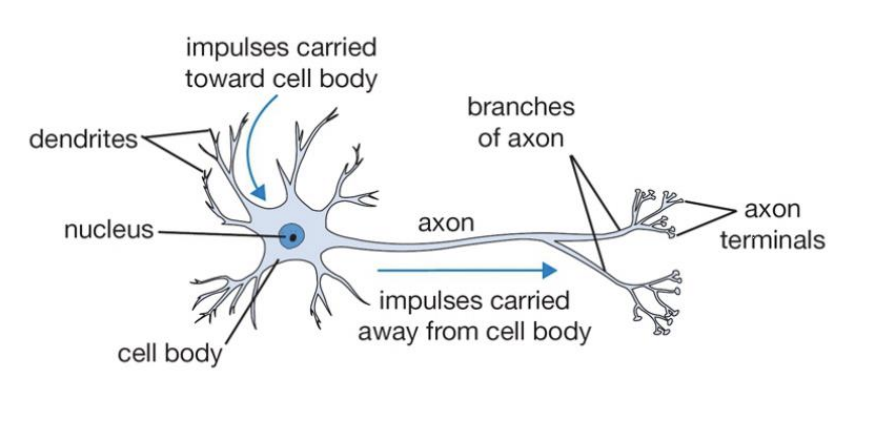 impulses carried
toward cell body
branches
of axon
dendrites
nucleus
axon
axon
terminals
impulses carried
away from cell body
cell body